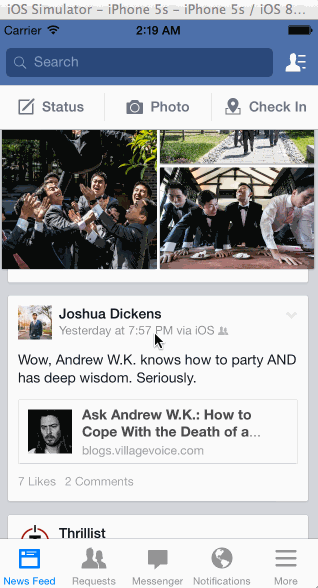 iOS Simulator – iPhone 5s – iPhone 5s / iOS 8...
Carrier 2:19 AM
Search
Status Photo Check In
Joshua Dickens
Yesterday at 7:57 PM via iOS
Wow, Andrew W.K. knows how to party AND
has deep wisdom. Seriously.
Ask Andrew W.K.: How to
Cope With the Death of a...
blogs.villagevoice.com
7 Likes 2 Comments
Thrillist
News Feed Requests Messenger Notifications More